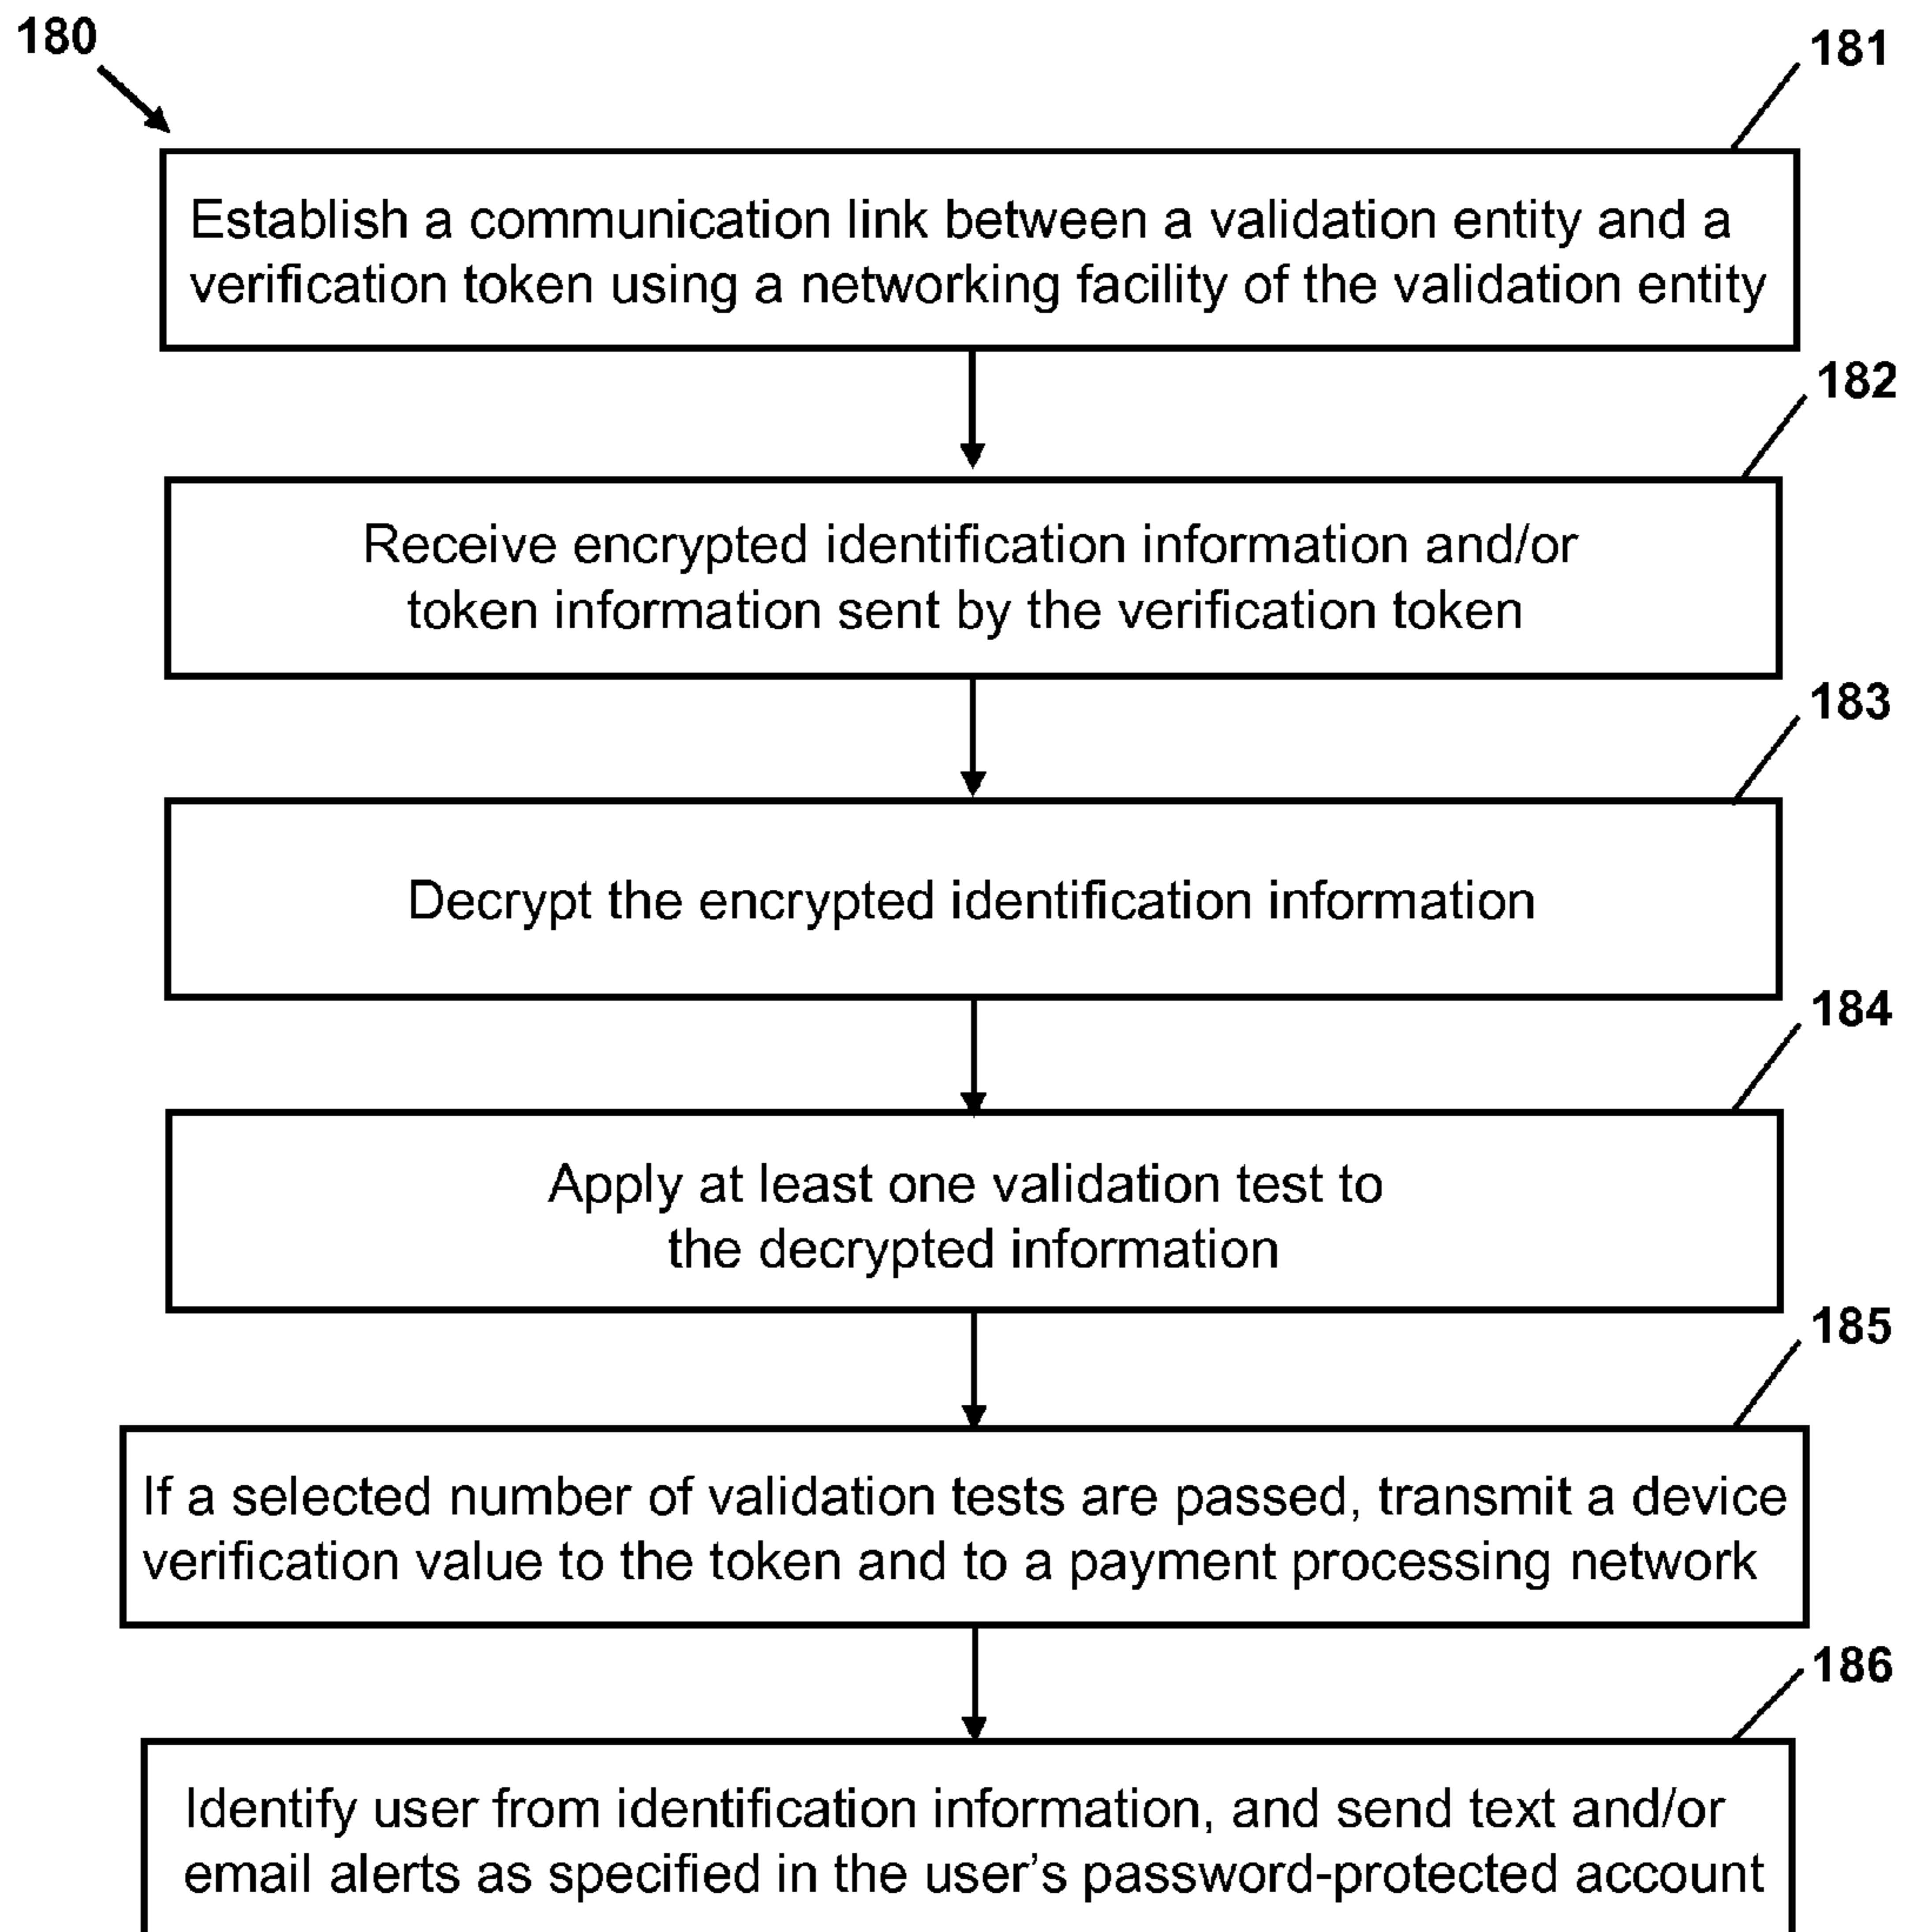 180
181
Establish a communication link between a validation entity and a
verification token using a networking facility of the validation entity
182
Receive encrypted identification information and/or
token information sent by the verification token
183
Decrypt the encrypted identification information
184
Apply at least one validation test to
the decrypted information
185
If a selected number of validation tests are passed, transmit a device
verification value to the token and to a payment processing network
186
Identify user from identification information, and send text and/or
email alerts as specified in the user’s password-protected account